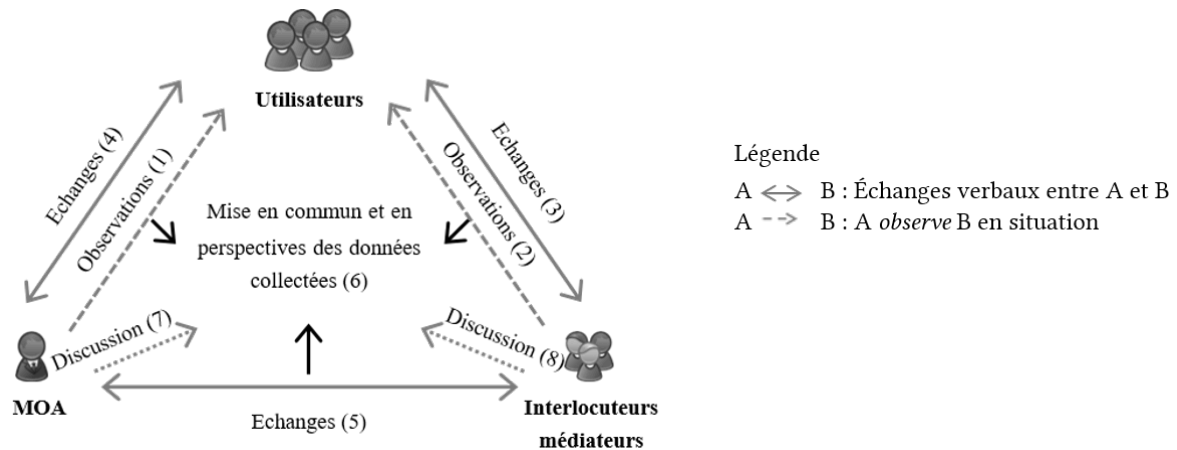 Utilisateurs
Echanges (4)
Observations (1)
Echanges (3)
Observations (2)
Mise en commun et en
perspectives des données
collectées (6)
Discussion (7)
Discussion (8)
MOA
Echanges (5)
Interlocuteurs
médiateurs
Légende
A B : Échanges verbaux entre A et B
A B : A observe B en situation